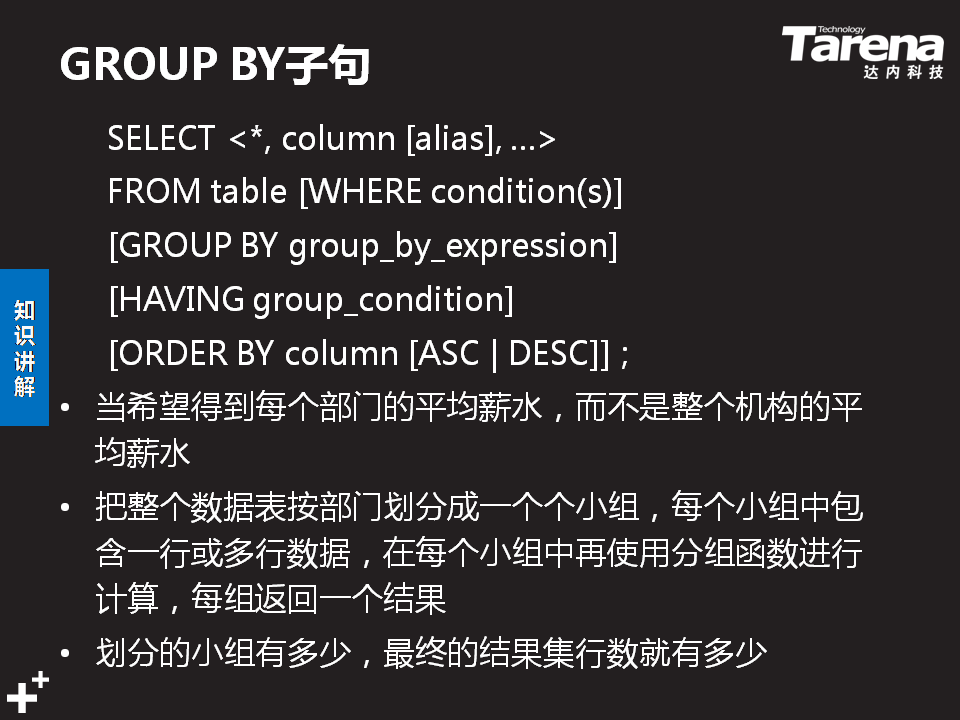 GROUP BY子句
Technology
Tarena
达内科技
SELECT <*, column [alias], …>
FROM table [WHERE condition(s)]
[GROUP BY group_by_expression]
[HAVING group_condition]
[ORDER BY column [ASC | DESC]] ;
知识讲解
• 当希望得到每个部门的平均薪水，而不是整个机构的平
均薪水
• 把整个数据表按部门划分成一个个小组，每个小组中包
含一行或多行数据，在每个小组中再使用分组函数进行
计算，每组返回一个结果
• 划分的小组有多少，最终的结果集行数就有多少